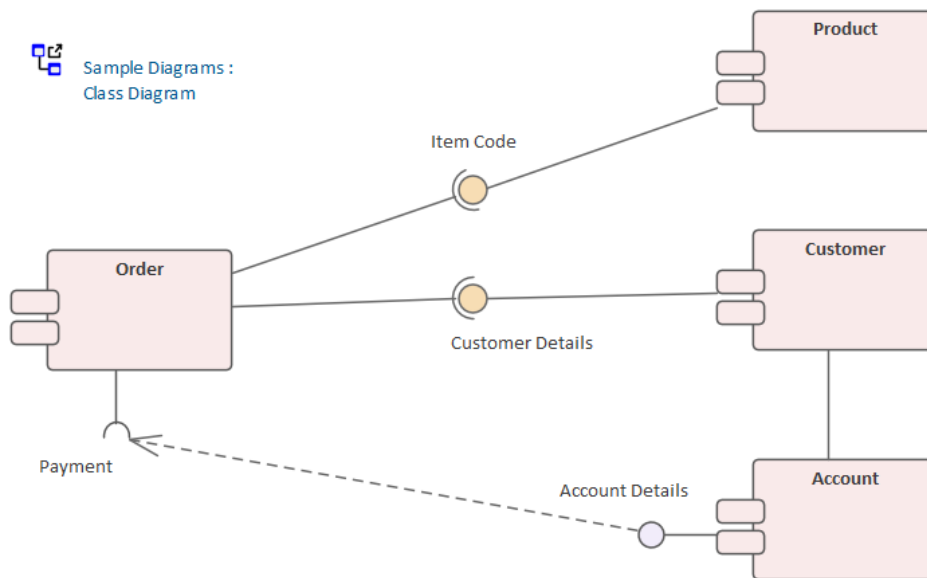 Product
Sample Diagrams :
Class Diagram
Item Code
Order
Customer
Customer Details
Payment
Account Details
Account